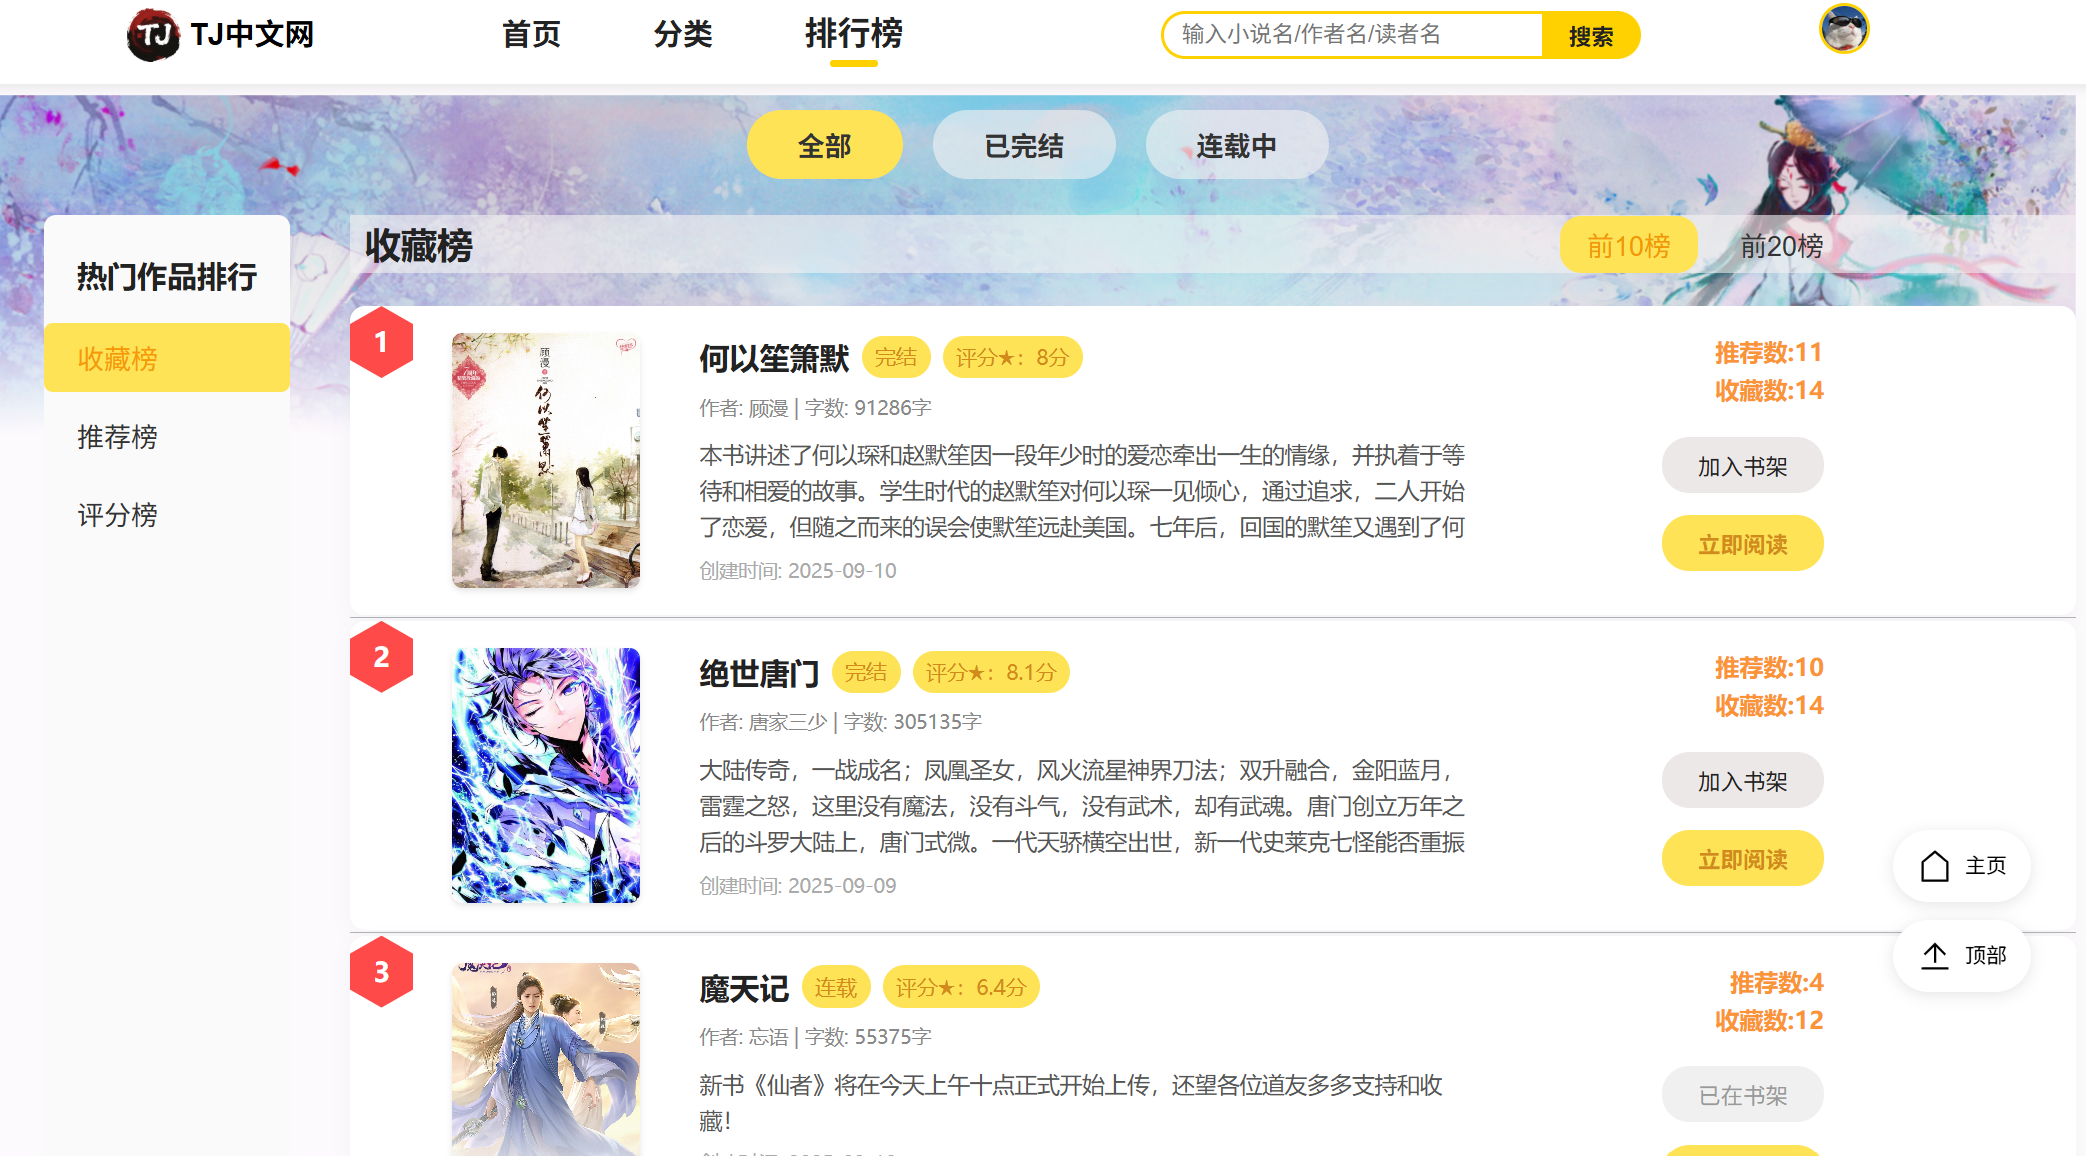 TJ
TJ中文网
首页
分类
排行榜
输入小说名/作者名/读者名
搜索
全部
已完结
连载中
热门作品排行
收藏榜
推荐榜
评分榜
收藏榜
前10榜
前20榜
1
顾漫
何以笙箫默
何以笙箫默
完结
评分★：8分
作者: 顾漫 | 字数: 91286字
本书讲述了何以琛和赵默笙因一段年少时的爱恋牵出一生的情缘，并执着于等
待和相爱的故事。学生时代的赵默笙对何以琛一见倾心，通过追求，二人开始
了恋爱，但随之而来的误会使默笙远赴美国。七年后，回国的默笙又遇到了何
创建时间: 2025-09-10
推荐数:11
收藏数:14
加入书架
立即阅读
2
绝世唐门
完结
评分★：8.1分
作者: 唐家三少 | 字数: 305135字
大陆传奇，一战成名；凤凰圣女，风火流星神界刀法；双升融合，金阳蓝月，
雷霆之怒，这里没有魔法，没有斗气，没有武术，却有武魂。唐门创立万年之
后的斗罗大陆上，唐门式微。一代天骄横空出世，新一代史莱克七怪能否重振
创建时间: 2025-09-09
推荐数:10
收藏数:14
加入书架
立即阅读
主页
顶部
3
魔天记
连载
评分★：6.4分
作者: 忘语 | 字数: 55375字
新书《仙者》将在今天上午十点正式开始上传，还望各位道友多多支持和收
藏！
推荐数:4
收藏数:12
已在书架